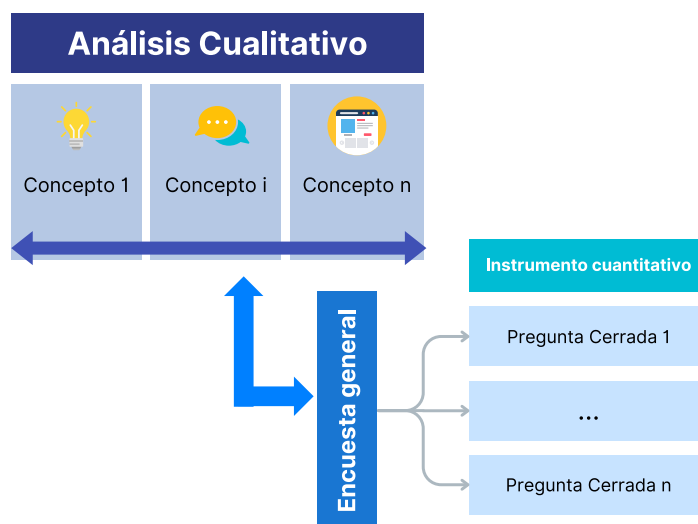 Análisis Cualitativo
Concepto 1
Concepto i
Concepto n
Instrumento cuantitativo
Encuesta general
Pregunta Cerrada 1
...
Pregunta Cerrada n